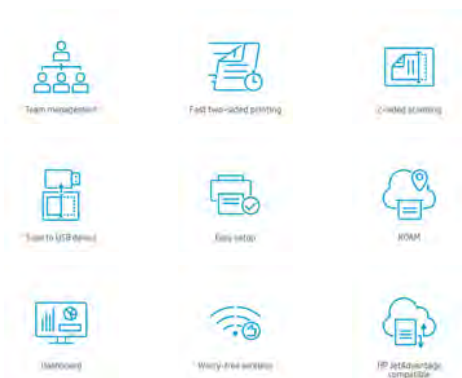 Team management
Fast two-sided printing
2-sided scanning
Scan to USB device
Easy setup
ROAM
Dashboard
Worry-free wireless
HP JetAdvantage
compatible